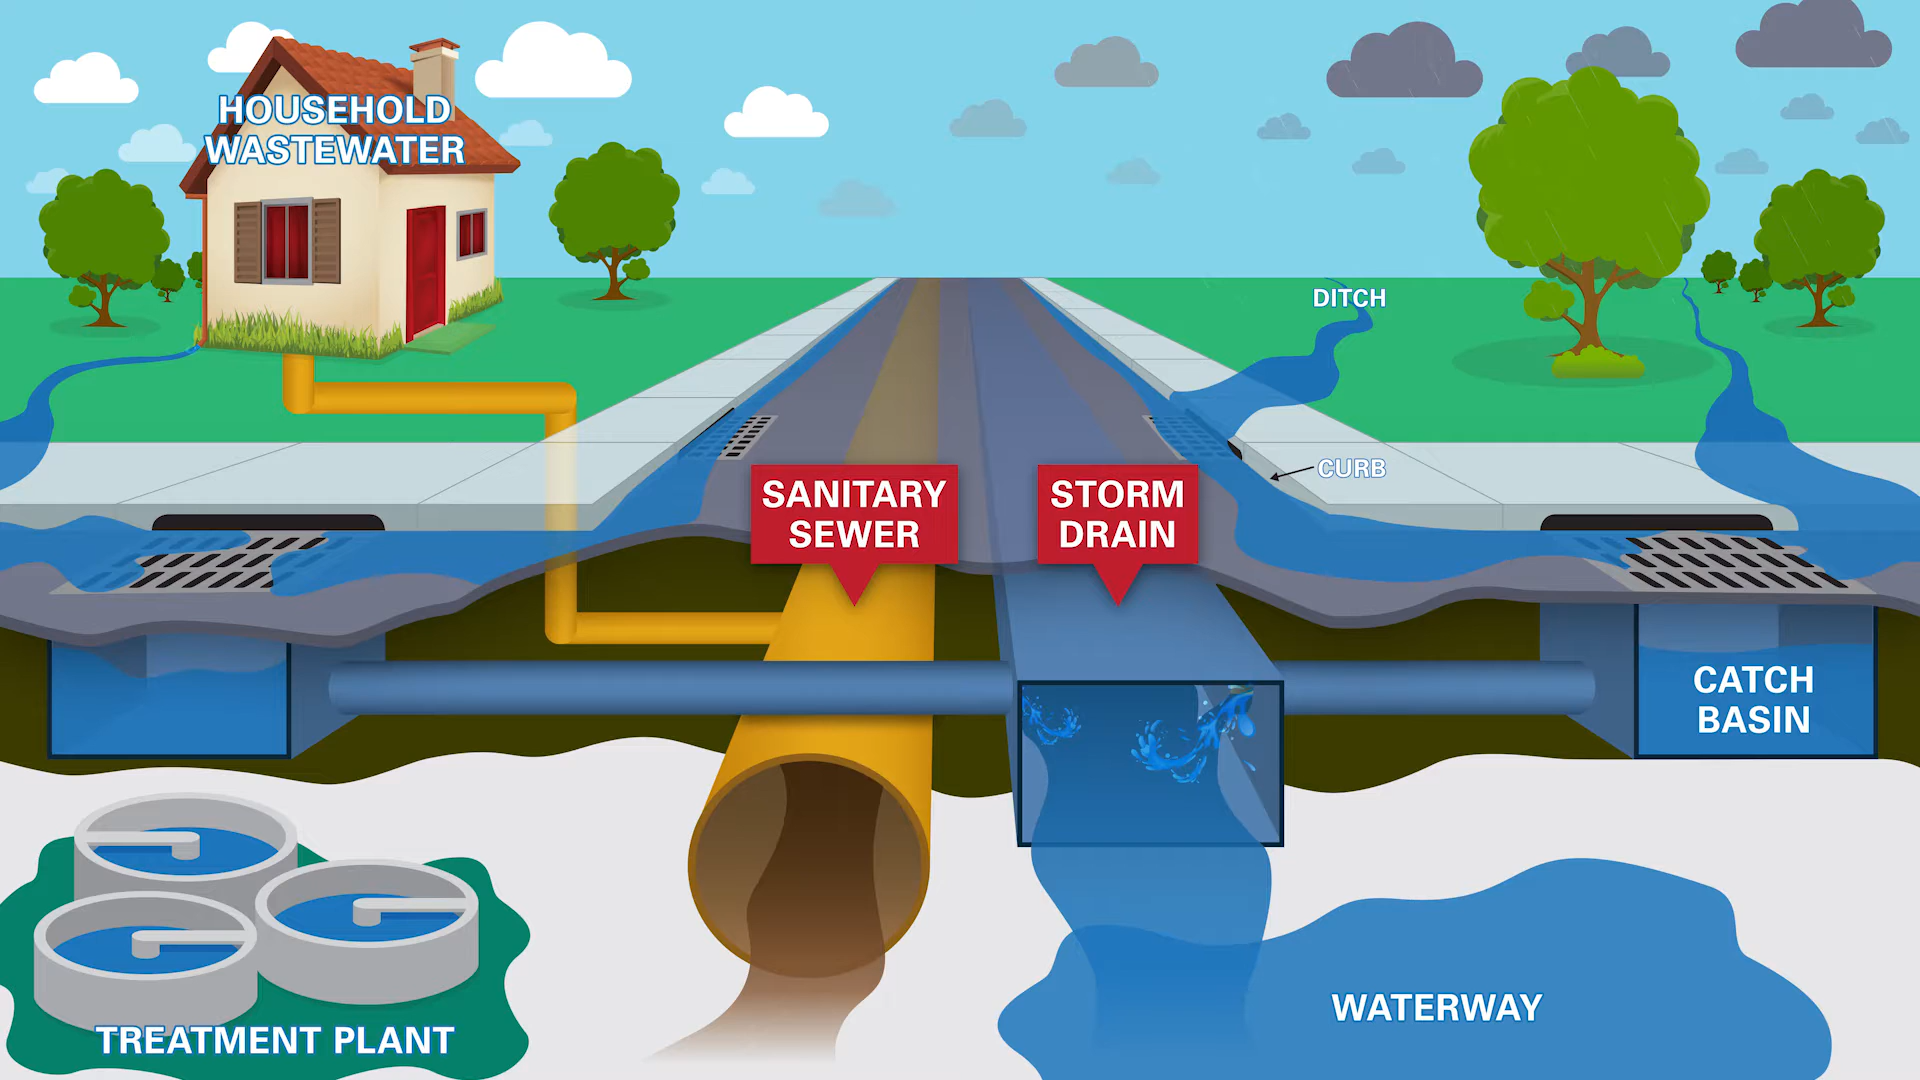 HOUSEHOLD
WASTEWATER
DITCH
CURB
SANITARY
SEWER
STORM
DRAIN
CATCH
BASIN
TREATMENT PLANT
WATERWAY